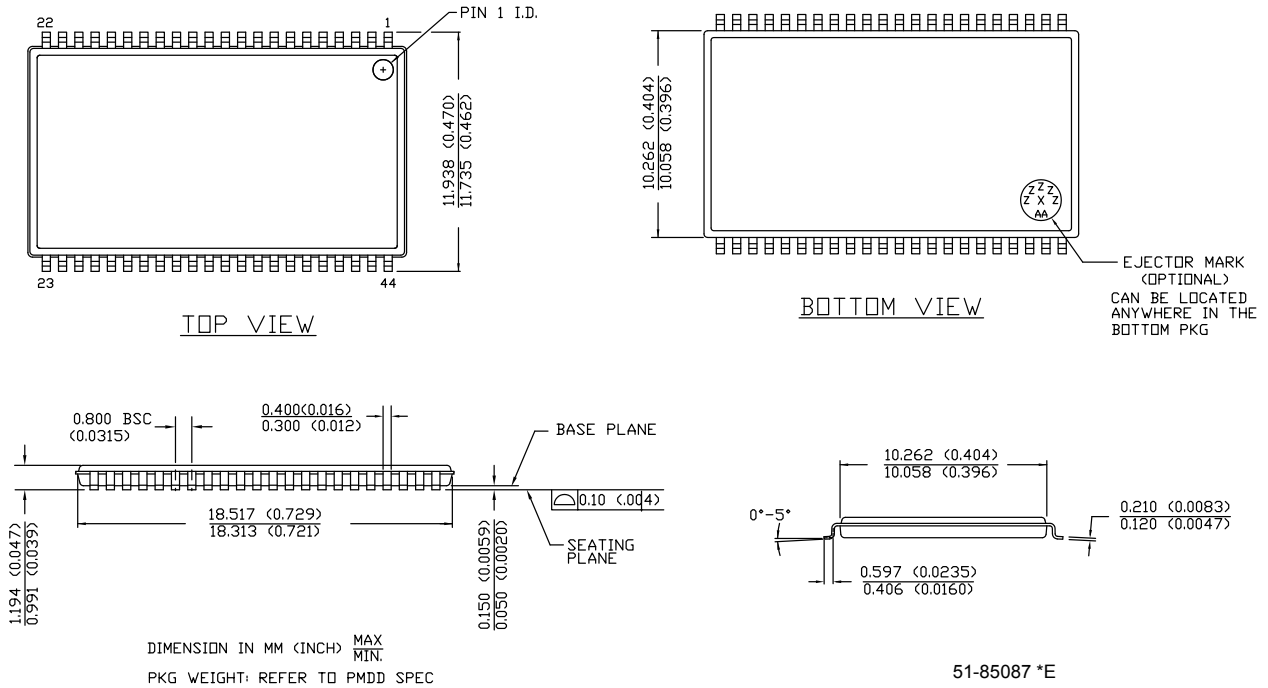 22
1
PIN 1 I.D.
11.938 (0.470)
11.735 (0.462)
23
44
TOP VIEW
10.262 (0.404)
10.058 (0.396)
Z Z Z
Z X Z
AA
EJECTOR MARK
(OPTIONAL)
CAN BE LOCATED
ANYWHERE IN THE
BOTTOM PKG
BOTTOM VIEW
0.800 BSC
(0.0315)
0.400(0.016)
0.300 (0.012)
BASE PLANE
0.10 (.004)
SEATING
PLANE
1.194 (0.047)
0.991 (0.039)
18.517 (0.729)
18.313 (0.721)
0.150 (0.0059)
0.050 (0.0020)
10.262 (0.404)
10.058 (0.396)
0°-5°
0.210 (0.0083)
0.120 (0.0047)
0.597 (0.0235)
0.406 (0.0160)
DIMENSION IN MM (INCH) MAX
MIN.
PKG WEIGHT: REFER TO PMDD SPEC
51-85087 *E